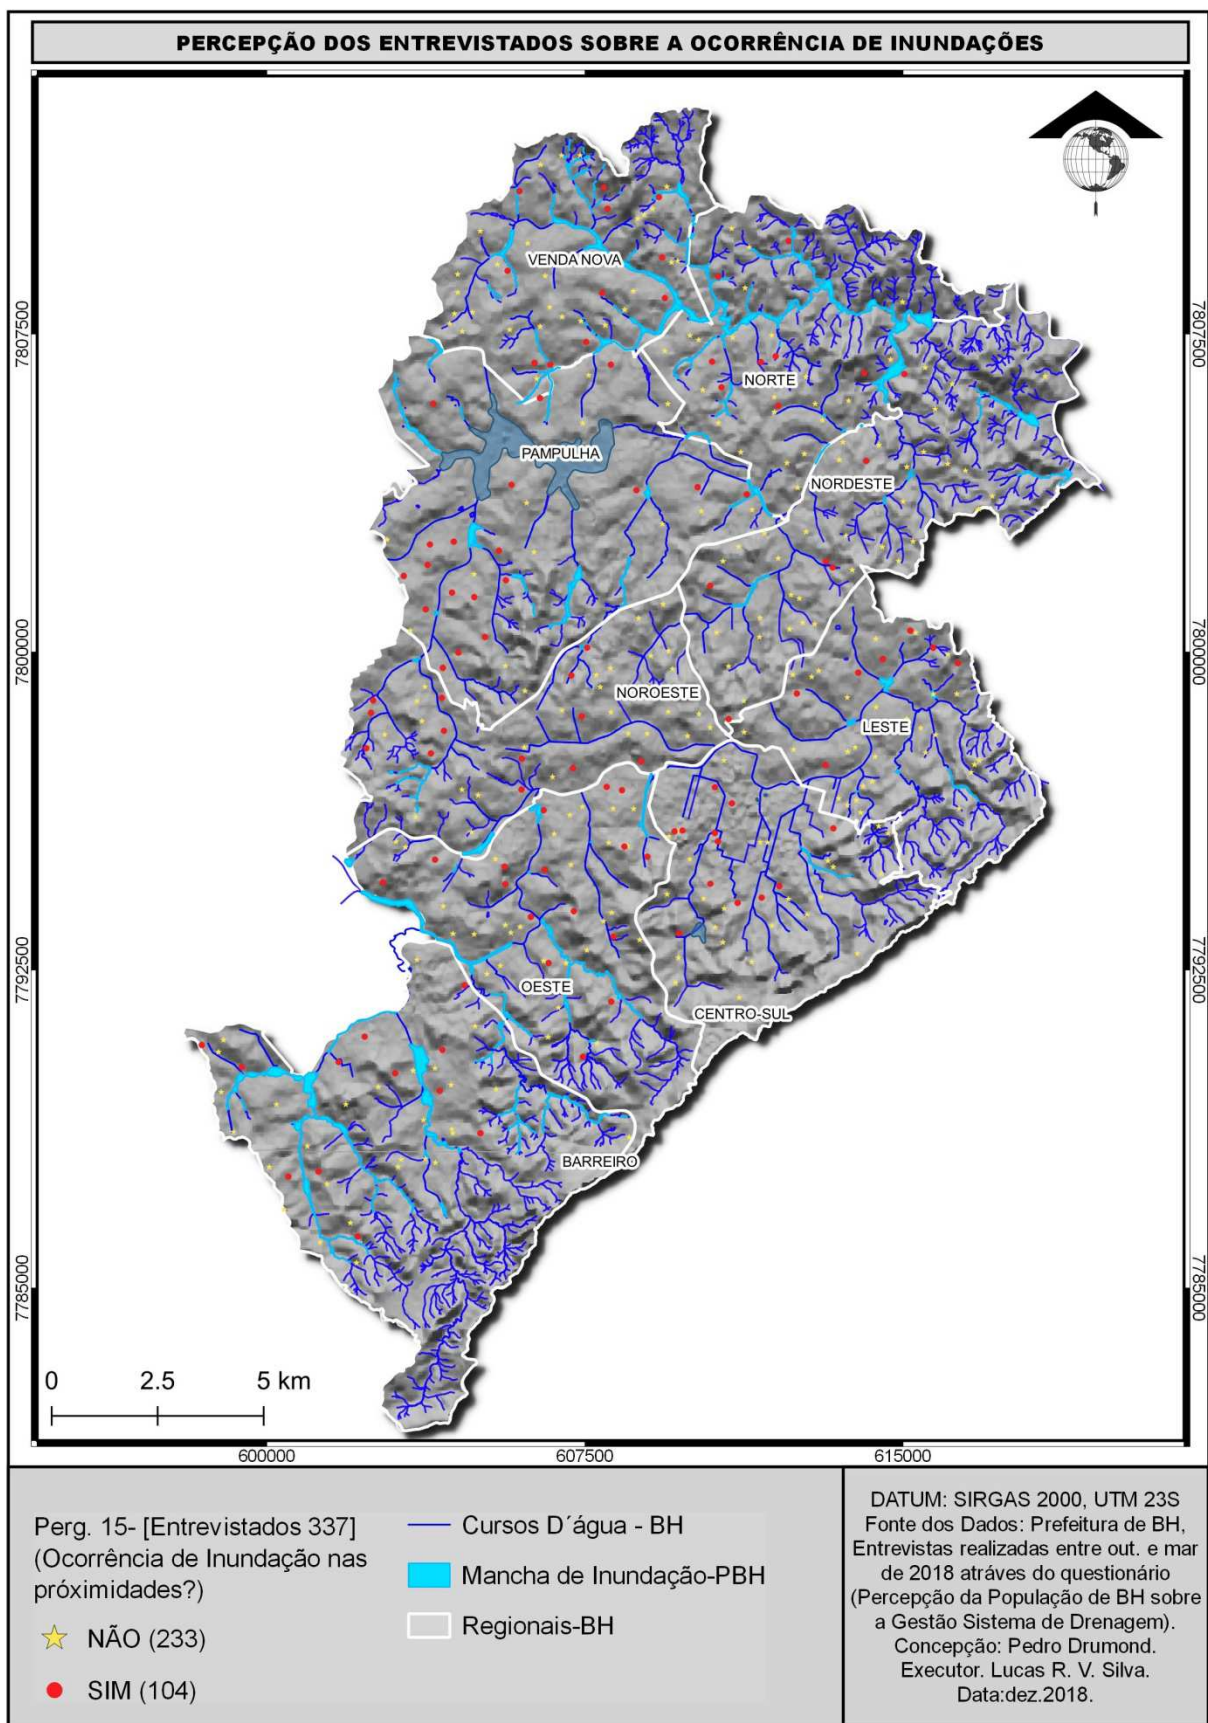 PERCEPÇÃO DOS ENTREVISTADOS SOBRE A OCORRÊNCIA DE INUNDAÇÕES
VENDA NOVA
7807500
7807500
NORTE
PAMPULHA
NORDESTE
7800000
7800000
NOROESTE
LESTE
7792500
7792500
OESTE
CENTRO-SUL
BARREIRO
7785000
7785000
0 2.5 5 km
600000 607500 615000
Perg. 15- [Entrevistados 337]
(Ocorrência de Inundação nas
próximidades?)
NÃO (233)
SIM (104)
Cursos D´água - BH
Mancha de Inundação-PBH
Regionais-BH
DATUM: SIRGAS 2000, UTM 23S
Fonte dos Dados: Prefeitura de BH,
Entrevistas realizadas entre out. e mar
de 2018 atráves do questionário
(Percepção da População de BH sobre
a Gestão Sistema de Drenagem).
Concepção: Pedro Drumond.
Executor. Lucas R. V. Silva.
Data:dez.2018.